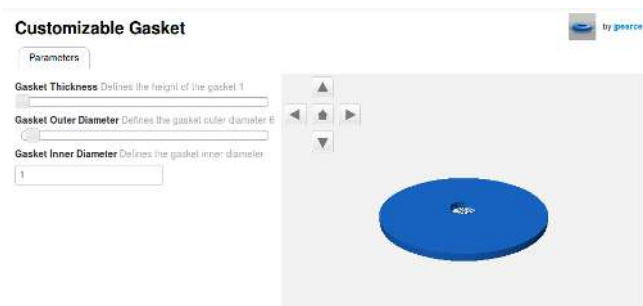 Customizable Gasket
by jpearce
Parameters
Gasket Thickness Defines the height of the gasket 1
Gasket Outer Diameter Defines the gasket outer diameter 6
Gasket Inner Diameter Defines the gasket inner diameter
1